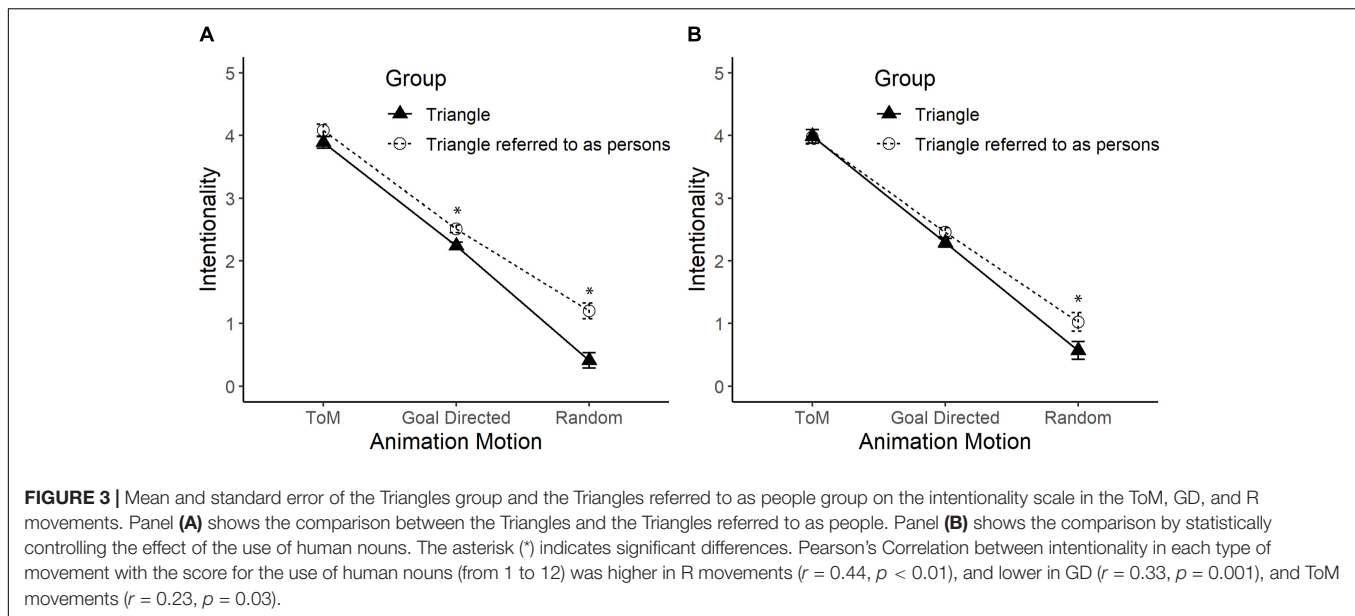 A
B
5
4
3
2
1
0
Intentionality
Group
Triangle
Triangle referred to as persons
*
*
ToM Goal Directed Random
Animation Motion
5
4
3
2
1
0
Intentionality
Group
Triangle
Triangle referred to as persons
*
ToM Goal Directed Random
Animation Motion
FIGURE 3 | Mean and standard error of the Triangles group and the Triangles referred to as people group on the intentionality scale in the ToM, GD, and R
movements. Panel (A) shows the comparison between the Triangles and the Triangles referred to as people. Panel (B) shows the comparison by statistically
controlling the effect of the use of human nouns. The asterisk (*) indicates significant differences. Pearson's Correlation between intentionality in each type of
movement with the score for the use of human nouns (from 1 to 12) was higher in R movements (r = 0.44, p < 0.01), and lower in GD (r = 0.33, p = 0.001), and ToM
movements (r = 0.23, p = 0.03).